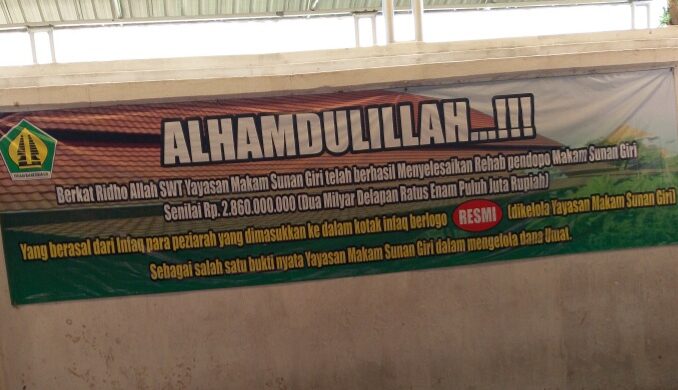 ALHAMDULILLAH...!!!
Berkat Ridho Allah SWT Yayasan Makam Sunan Giri telah berhasil Menyelesaikan Rehab pendopo Makam Sunan Giri
Senilai Rp. 2.860.000.000 (Dua Milyar Delapan Ratus Enam Puluh Juta Rupiah)
Yang berasal dari Infaq para peziarah yang dimasukkan ke dalam kotak infaq berlogo RESMI (dikelola Yayasan Makam Sunan Giri)
Sebagai salah satu bukti nyata Yayasan Makam Sunan Giri dalam mengelola dana Umat.